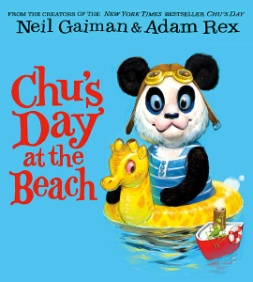 FROM THE CREATORS OF THE NEW YORK TIMES BESTSELLER, CHU'S DAY
Neil Gaiman & Adam Rex
Chu's
Day
at the
Beach